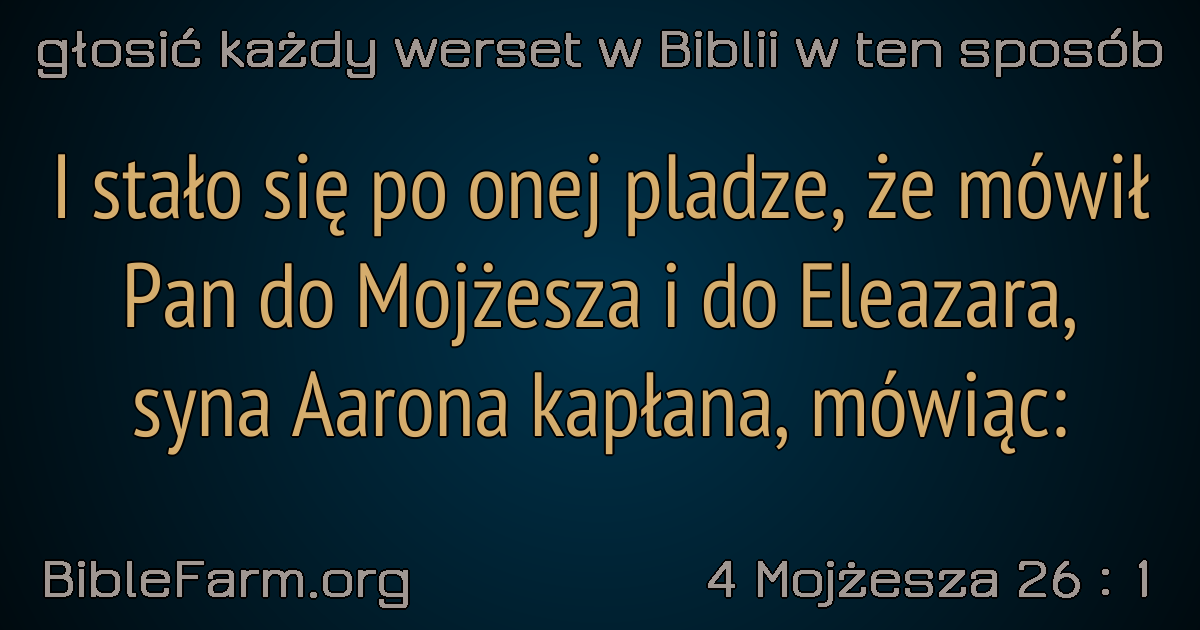 głosić każdy werset w Biblii w ten sposób
I stało się po onej pladze, że mówił
Pan do Mojżesza i do Eleazara,
syna Aarona kapłana, mówiąc:
BibleFarm.org
4 Mojżesza 26 : 1